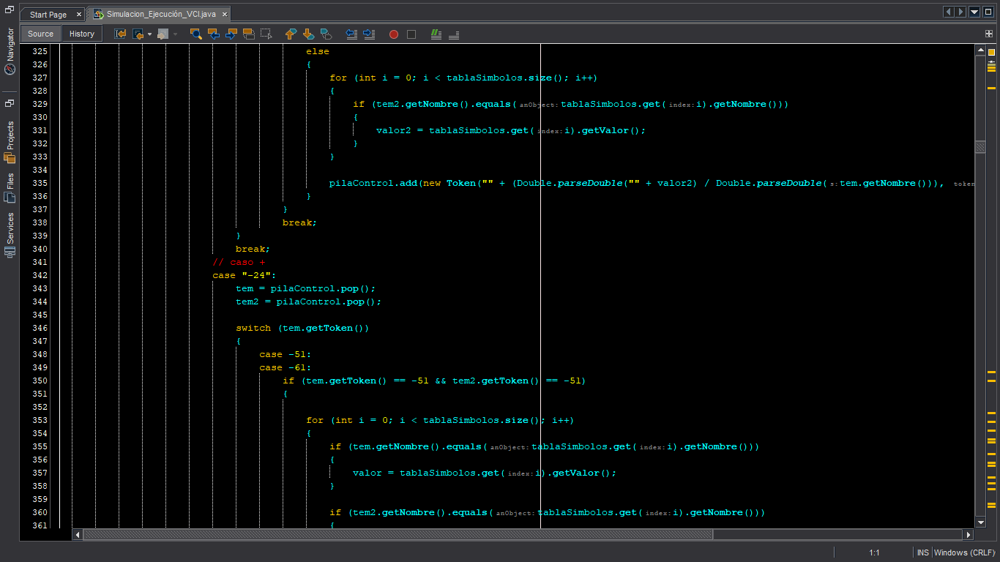 Start Page
Simulacion_Ejecución_VCI.java
Source
History
Navigator
Projects
Files
Services
325 else
326 {
327 for (int i = 0; i < tablaSimbolos.size(); i++)
328 {
329 if (tem2.getNombre().equals( anObject: tablaSimbolos.get( index: i).getNombre()))
330 {
331 valor2 = tablaSimbolos.get( index: i).getValor();
332 }
333 }
334
335 pilaControl.add(new Token("" + (Double.parseDouble("" + valor2) / Double.parseDouble( s: tem.getNombre())), token
336 }
337 }
338 break;
339 }
340 break;
341 // caso +
342 case "-24":
343 tem = pilaControl.pop();
344 tem2 = pilaControl.pop();
345
346 switch (tem.getToken())
347 {
348 case -51:
349 case -61:
350 if (tem.getToken() == -51 && tem2.getToken() == -51)
351 {
352
353 for (int i = 0; i < tablaSimbolos.size(); i++)
354 {
355 if (tem.getNombre().equals( anObject: tablaSimbolos.get( index: i).getNombre()))
356 {
357 valor = tablaSimbolos.get( index: i).getValor();
358 }
359
360 if (tem2.getNombre().equals( anObject: tablaSimbolos.get( index: i).getNombre()))
361 {
1:1
INS
Windows (CRLF)